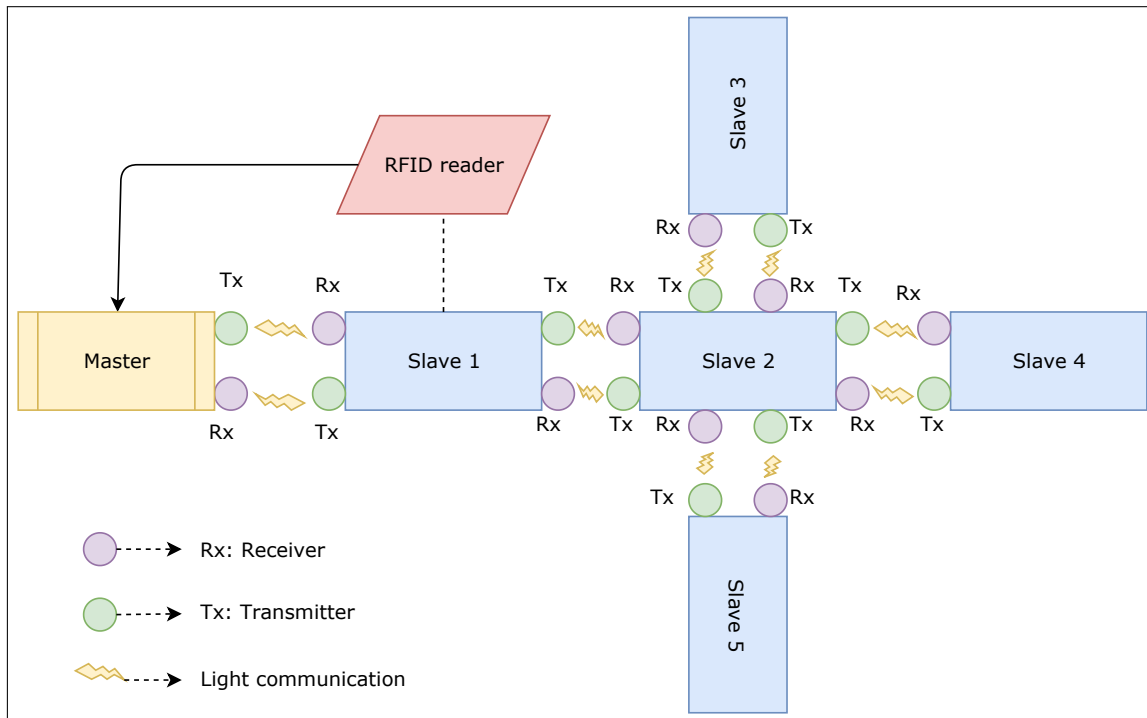 Slave 3
RFID reader
Rx
Tx
Tx
Rx
Tx
Rx
Tx
Rx
Tx
Rx
Master
Slave 1
Slave 2
Slave 4
Rx
Tx
Rx
Tx
Rx
Tx
Rx
Tx
Tx
Rx
Slave 5
Rx: Receiver
Tx: Transmitter
Light communication